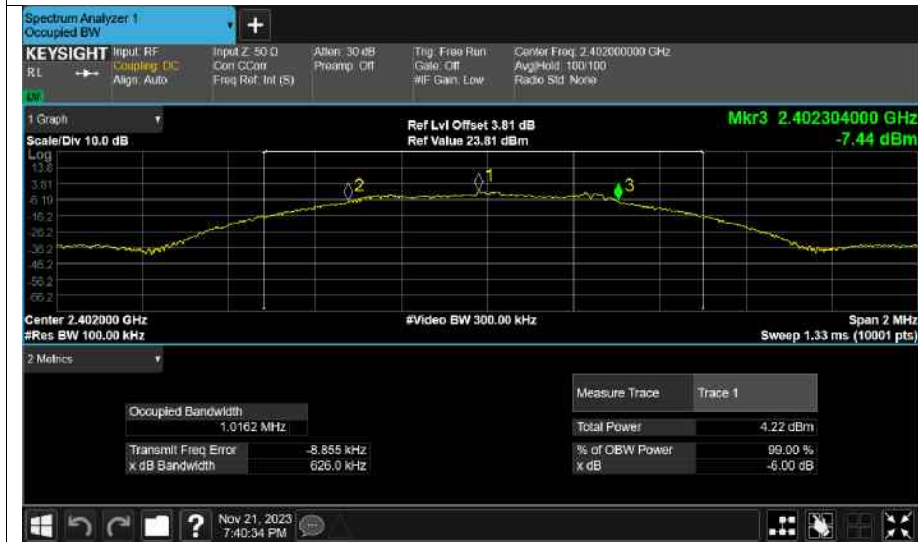 Spectrum Analyzer 1
Occupied BW
+
KEYSIGHT Input: RF Input Z: 50 Ω Atten: 30 dB Trig: Free Run Center Freq: 2.402000000 GHz
RL Coupling: DC Corr CCorr Preamp: Off Gate: Off Avg|Hold: 100/100
Align: Auto Freq Ref: Int (S) #IF Gain: Low Radio Std: None
1 Graph Ref Lvl Offset 3.81 dB Mkr3 2.402304000 GHz
Scale/Div 10.0 dB Ref Value 23.81 dBm -7.44 dBm
Log
13.8
3.81
-6.19
-16.2
-26.2
-36.2
-46.2
-56.2
-66.2
2 1 3
Center 2.402000 GHz #Video BW 300.00 kHz Span 2 MHz
#Res BW 100.00 kHz Sweep 1.33 ms (10001 pts)
2 Metrics
Measure Trace Trace 1
Occupied Bandwidth
1.0162 MHz Total Power 4.22 dBm
Transmit Freq Error -8.855 kHz % of OBW Power 99.00 %
x dB Bandwidth 626.0 kHz x dB -6.00 dB
? Nov 21, 2023
7:40:34 PM